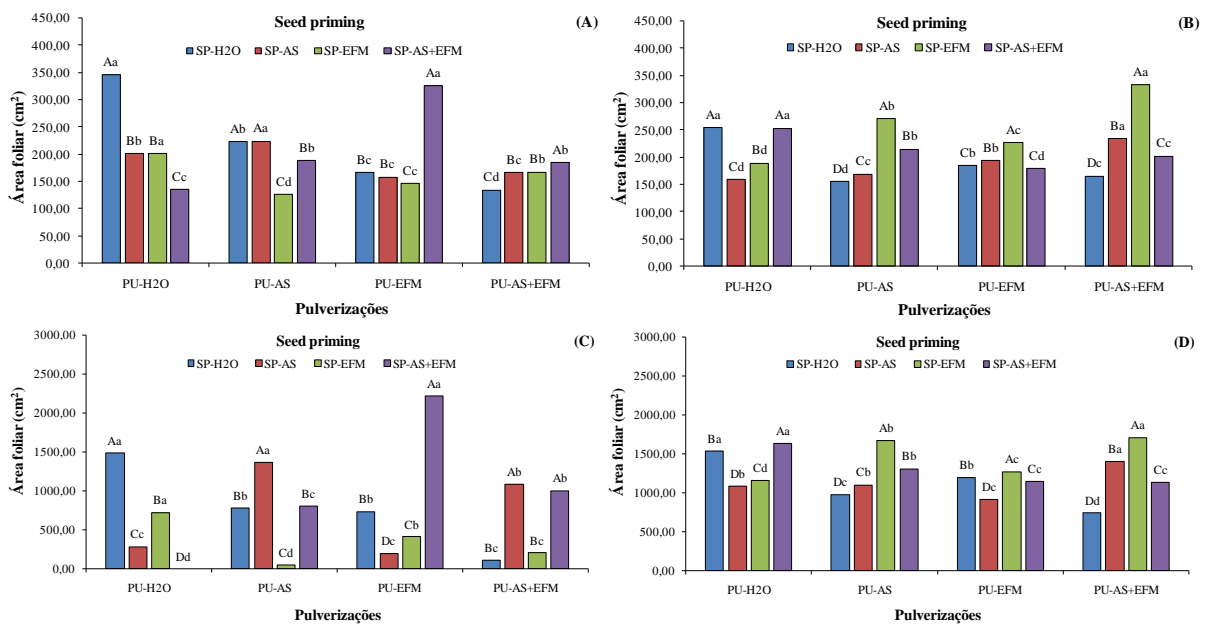 Seed priming
(A)
SP-H2O SP-AS SP-EFM SP-AS+EFM
Área foliar (cm²)
450,00
400,00
350,00
300,00
250,00
200,00
150,00
100,00
50,00
0,00
Aa Bb Ba Cc Ab Aa Cd Bb Bc Bc Bc Aa Cd Bc Bb Ab
PU-H2O PU-AS PU-EFM PU-AS+EFM
Pulverizações
Seed priming
(B)
SP-H2O SP-AS SP-EFM SP-AS+EFM
Área foliar (cm²)
450,00
400,00
350,00
300,00
250,00
200,00
150,00
100,00
50,00
0,00
Aa Cd Bd Aa Dd Cc Ab Bb Cb Bb Ac Cd Dc Ba Aa Cc
PU-H2O PU-AS PU-EFM PU-AS+EFM
Pulverizações
Seed priming
(C)
SP-H2O SP-AS SP-EFM SP-AS+EFM
Área foliar (cm²)
3000,00
2500,00
2000,00
1500,00
1000,00
500,00
0,00
Aa Cc Ba Dd Bb Aa Cd Bc Bb Dc Cb Aa Bc Ab Bc Ab
PU-H2O PU-AS PU-EFM PU-AS+EFM
Pulverizações
Seed priming
(D)
SP-H2O SP-AS SP-EFM SP-AS+EFM
Área foliar (cm²)
3000,00
2500,00
2000,00
1500,00
1000,00
500,00
0,00
Ba Db Cd Aa Dc Cb Ab Bb Bb Dc Ac Cc Dd Ba Aa Cc
PU-H2O PU-AS PU-EFM PU-AS+EFM
Pulverizações